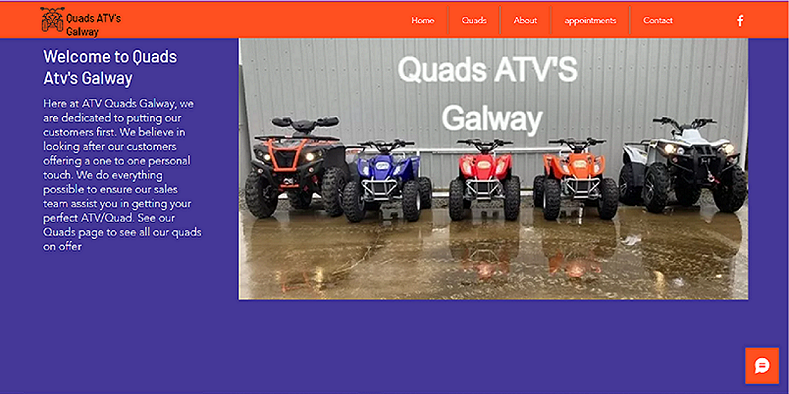 Quads ATV's
Galway
Home
Quads
About
appointments
Contact
Welcome to Quads
Atv's Galway
Here at ATV Quads Galway, we
are dedicated to putting our
customers first. We believe in
looking after our customers
offering a one to one personal
touch. We do everything
possible to ensure our sales
team assist you in getting your
perfect ATV/Quad. See our
Quads page to see all our quads
on offer
Quads ATV'S
Galway